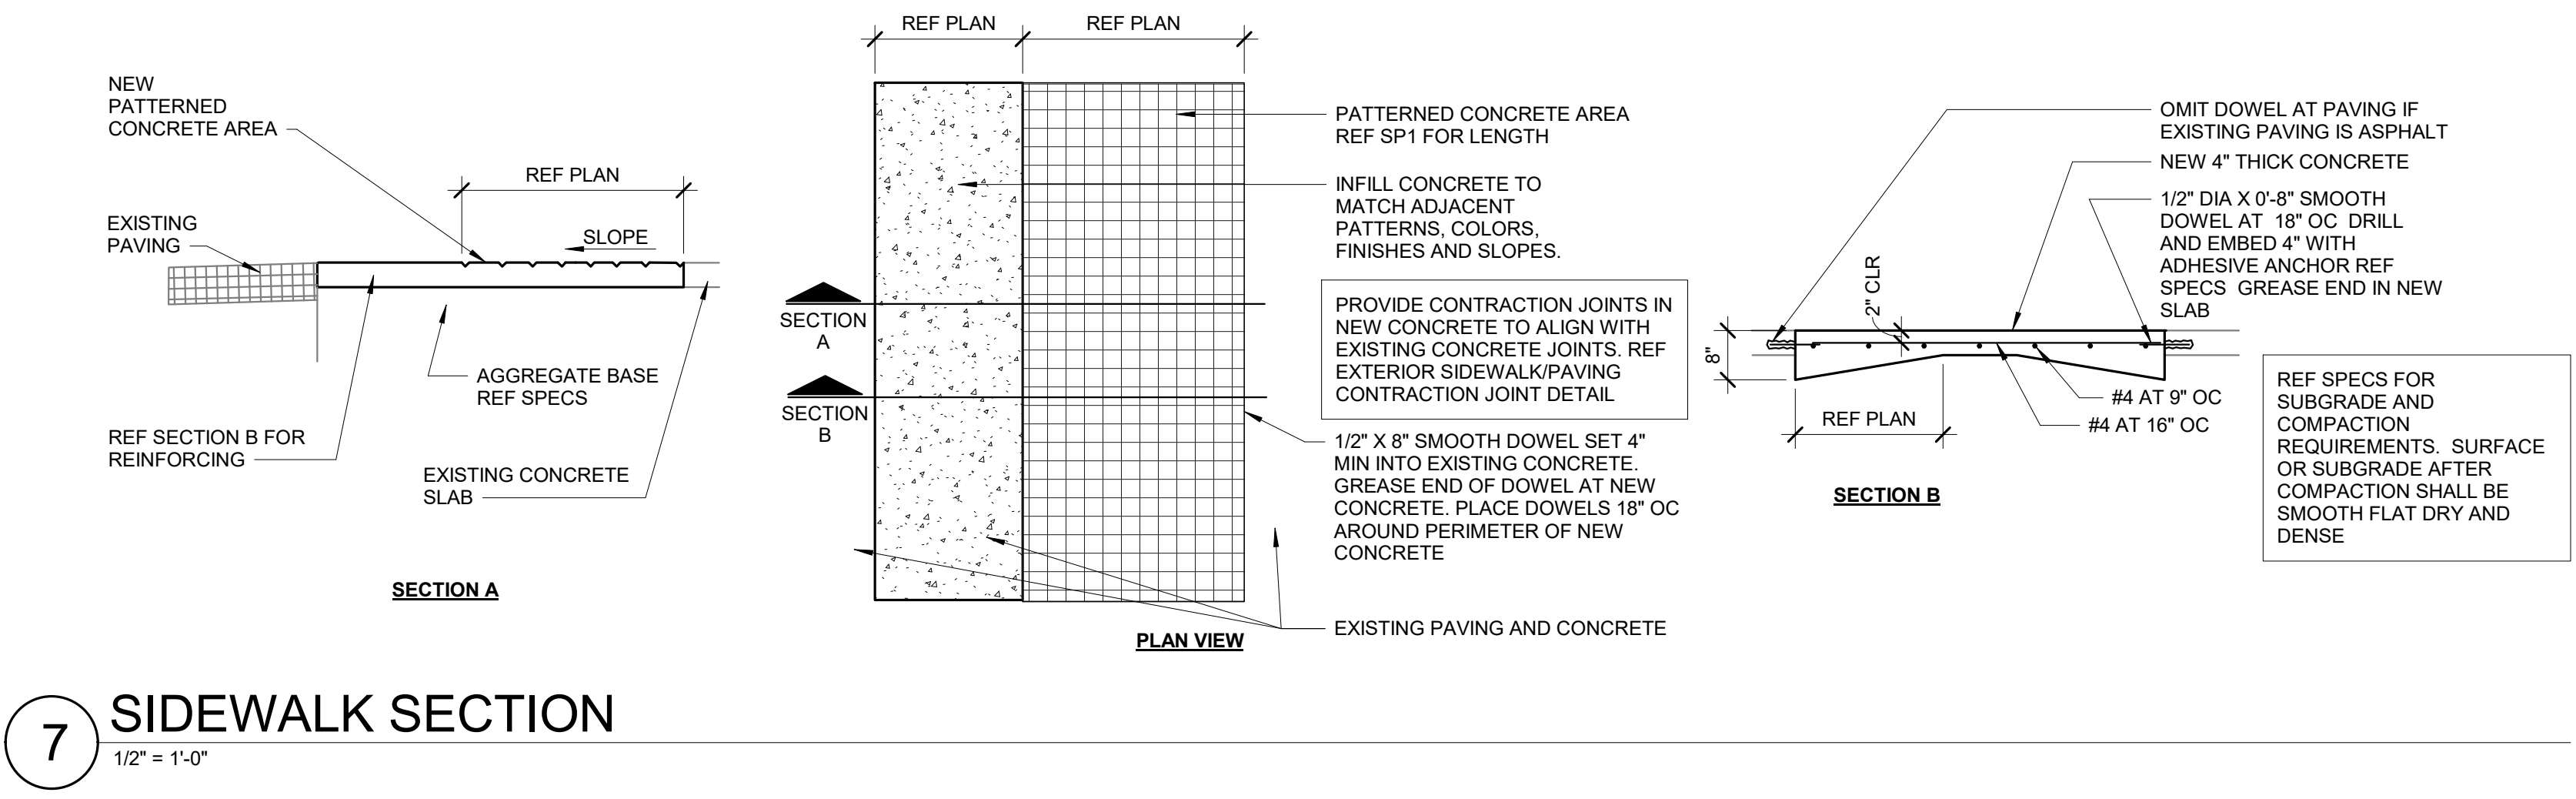 NEW
PATTERNED
CONCRETE AREA
REF PLAN
EXISTING
PAVING
SLOPE
AGGREGATE BASE
REF SPECS
REF SECTION B FOR
REINFORCING
EXISTING CONCRETE
SLAB
SECTION A
REF PLAN
REF PLAN
SECTION
A
SECTION
B
PATTERNED CONCRETE AREA
REF SP1 FOR LENGTH
INFILL CONCRETE TO
MATCH ADJACENT
PATTERNS, COLORS,
FINISHES AND SLOPES.
PROVIDE CONTRACTION JOINTS IN
NEW CONCRETE TO ALIGN WITH
EXISTING CONCRETE JOINTS. REF
EXTERIOR SIDEWALK/PAVING
CONTRACTION JOINT DETAIL
1/2" X 8" SMOOTH DOWEL SET 4"
MIN INTO EXISTING CONCRETE.
GREASE END OF DOWEL AT NEW
CONCRETE. PLACE DOWELS 18" OC
AROUND PERIMETER OF NEW
CONCRETE
EXISTING PAVING AND CONCRETE
PLAN VIEW
OMIT DOWEL AT PAVING IF
EXISTING PAVING IS ASPHALT
NEW 4" THICK CONCRETE
1/2" DIA X 0'-8" SMOOTH
DOWEL AT 18" OC DRILL
AND EMBED 4" WITH
ADHESIVE ANCHOR REF
SPECS GREASE END IN NEW
SLAB
2" CLR
8"
#4 AT 9" OC
#4 AT 16" OC
REF PLAN
SECTION B
REF SPECS FOR
SUBGRADE AND
COMPACTION
REQUIREMENTS. SURFACE
OR SUBGRADE AFTER
COMPACTION SHALL BE
SMOOTH FLAT DRY AND
DENSE
7
SIDEWALK SECTION
1/2" = 1'-0"